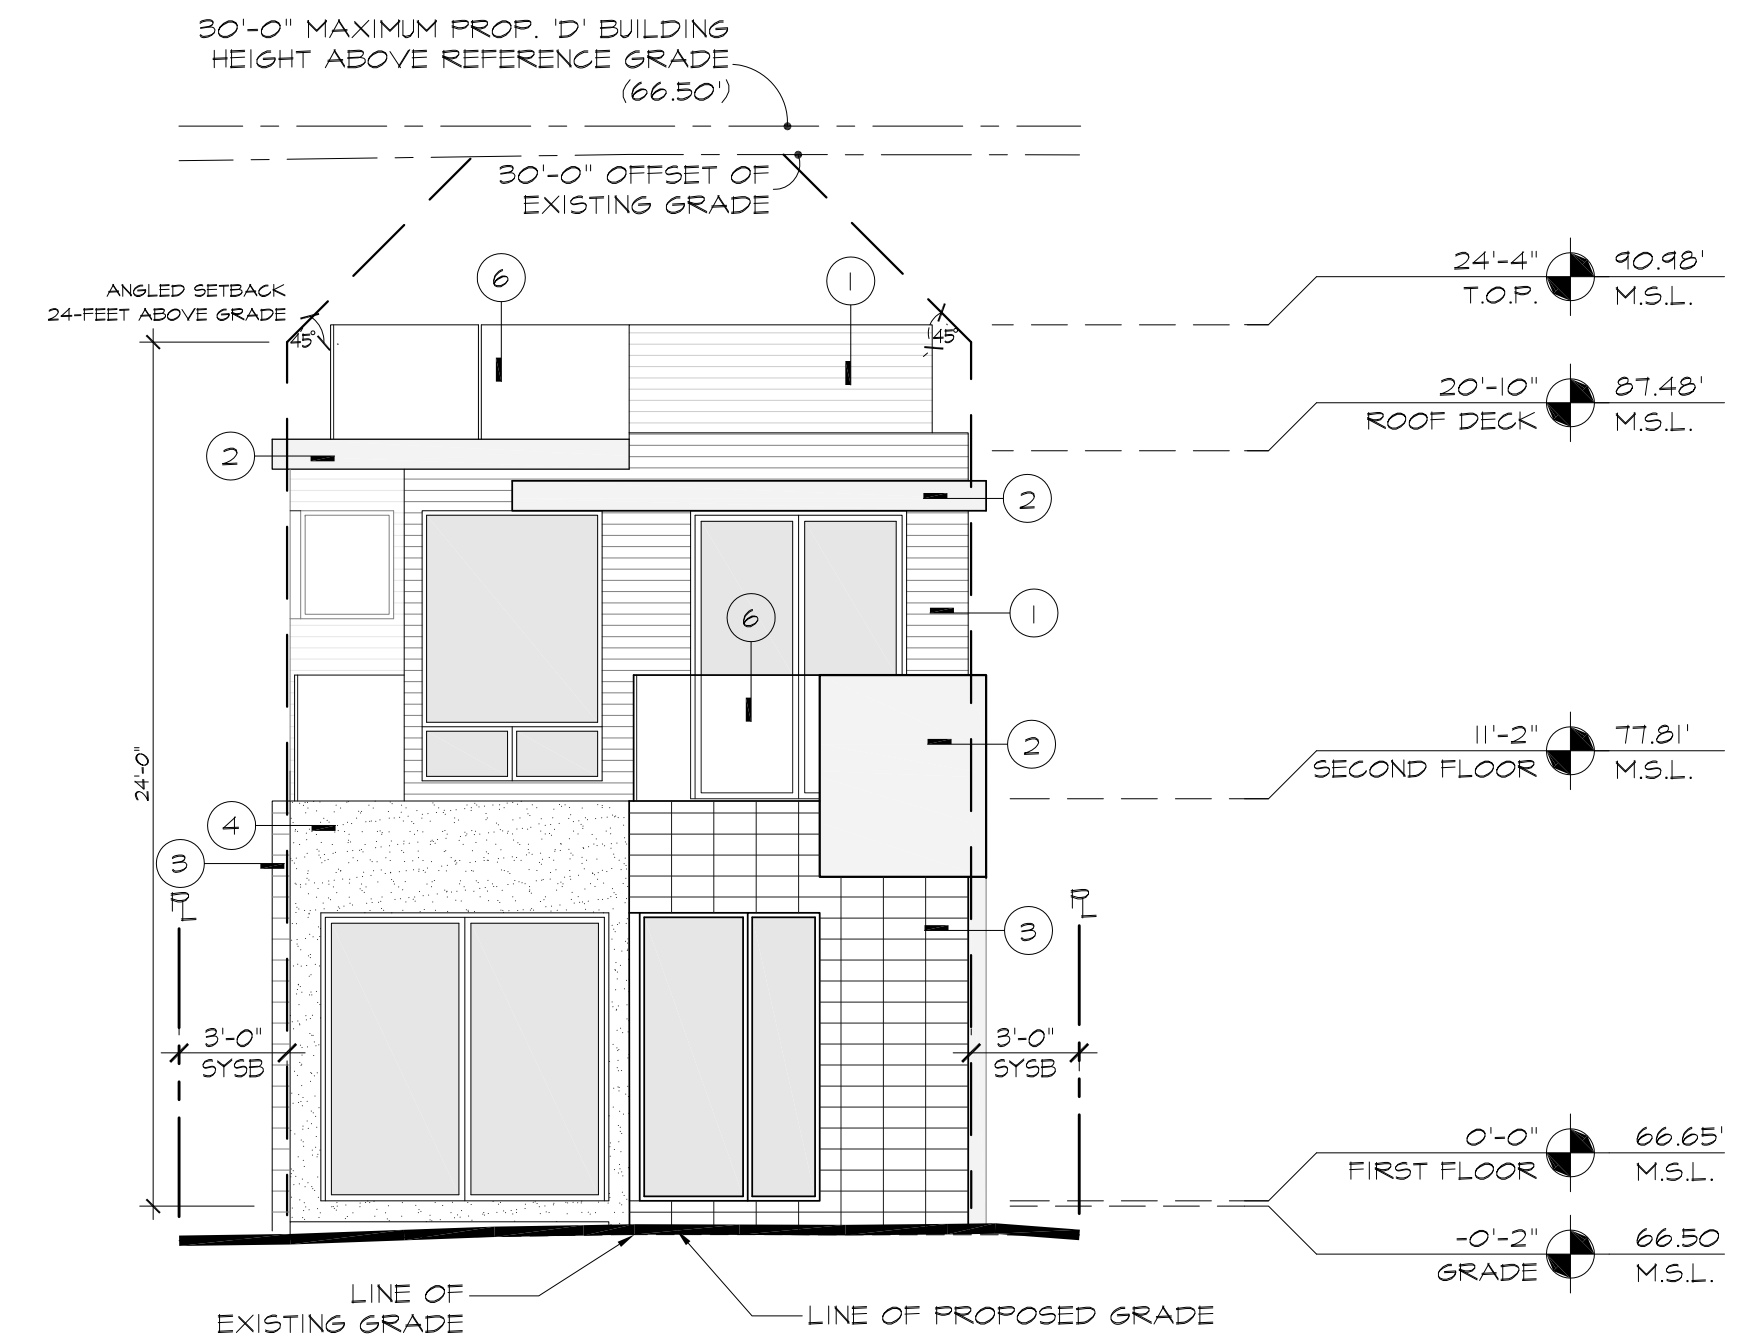 30'-0" MAXIMUM PROP. 'D' BUILDING
HEIGHT ABOVE REFERENCE GRADE
(66.50')
30'-0" OFFSET OF
EXISTING GRADE
24'-4" 90.98'
T.O.P. M.S.L.
6
1
ANGLED SETBACK
24-FEET ABOVE GRADE
45°
45°
20'-10" 87.48'
ROOF DECK M.S.L.
2
2
6
1
11'-2" 77.81'
SECOND FLOOR M.S.L.
2
24'-0"
4
3
PL
PL
3
3'-0"
SYSB
3'-0"
SYSB
0'-0" 66.65'
FIRST FLOOR M.S.L.
-0'-2" 66.50
GRADE M.S.L.
LINE OF
EXISTING GRADE
LINE OF PROPOSED GRADE